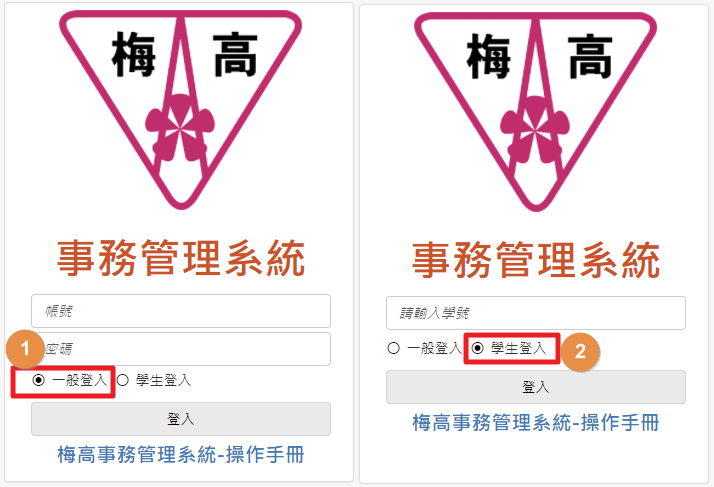 梅 高
事務管理系統
帳號
1
密碼
一般登入 學生登入
登入
梅高事務管理系統-操作手冊
梅 高
事務管理系統
請輸入學號
一般登入 學生登入
2
登入
梅高事務管理系統-操作手冊